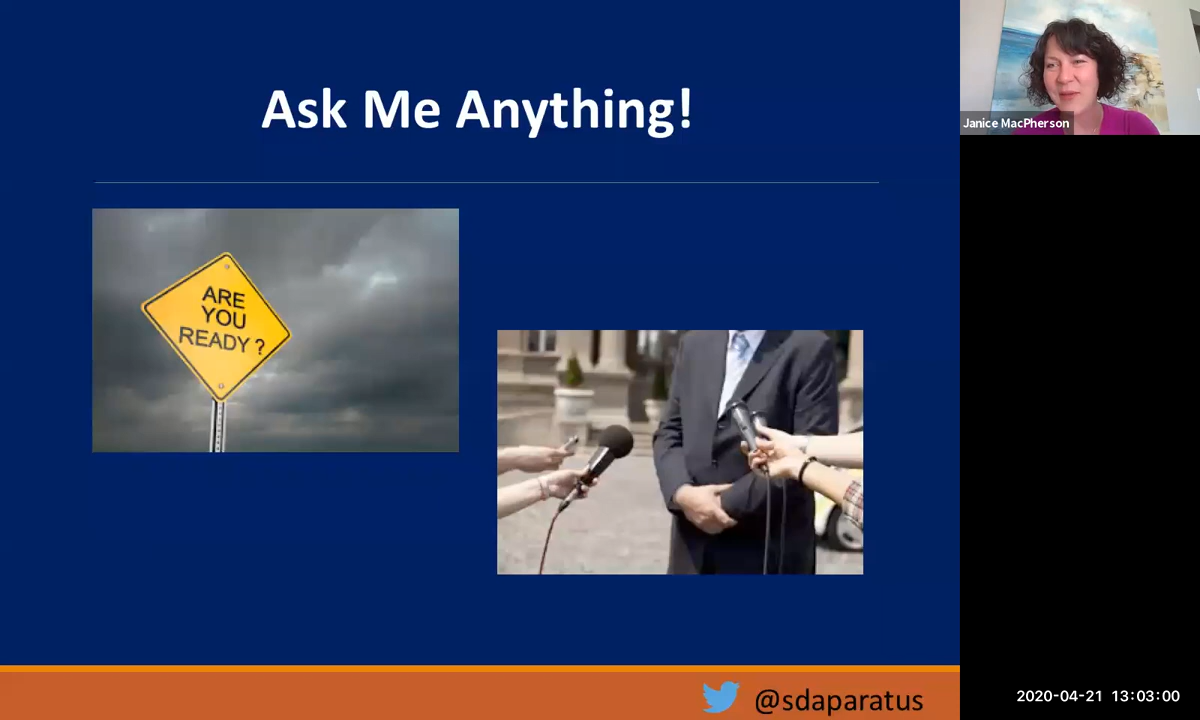 Ask Me Anything!
Janice MacPherson
ARE
YOU
READY ?
@sdaparatus
2020-04-21 13:03:00